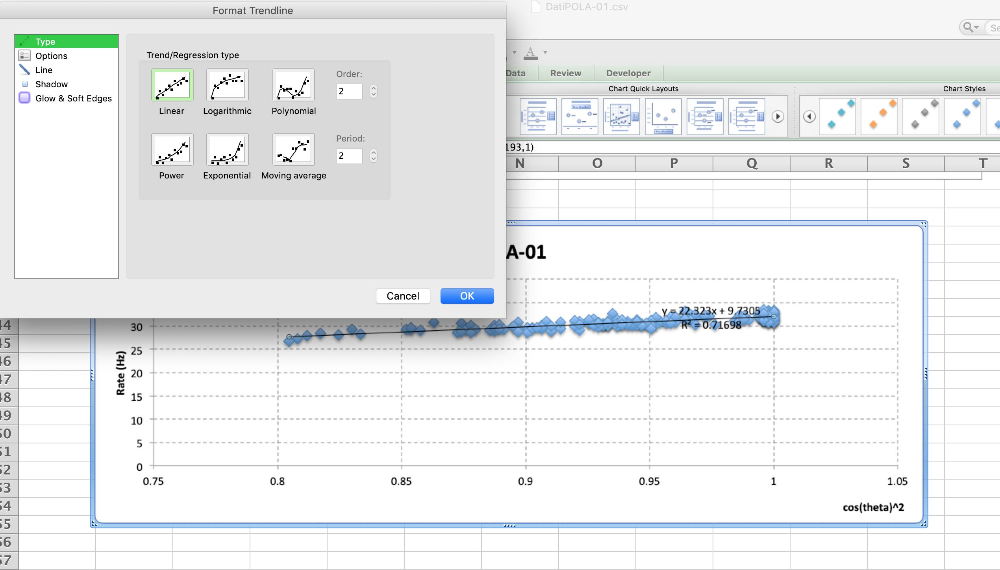 Format Trendline
DatiPOLA-01.csv
Type
Options
Line
Shadow
Glow & Soft Edges
Trend/Regression type
Order:
2
Linear
Logarithmic
Polynomial
Period:
2
Power
Exponential
Moving average
Cancel
OK
A
Data
Review
Developer
Chart Quick Layouts
Chart Styles
193,1)
N
O
P
Q
R
S
T
A-01
y = 22.323x + 9.7305
R² = 0.71698
Rate (Hz)
30
25
20
15
10
5
0
0.75
0.8
0.85
0.9
0.95
1
1.05
cos(theta)^2
44
45
46
47
48
49
50
51
52
53
54
55
56
57